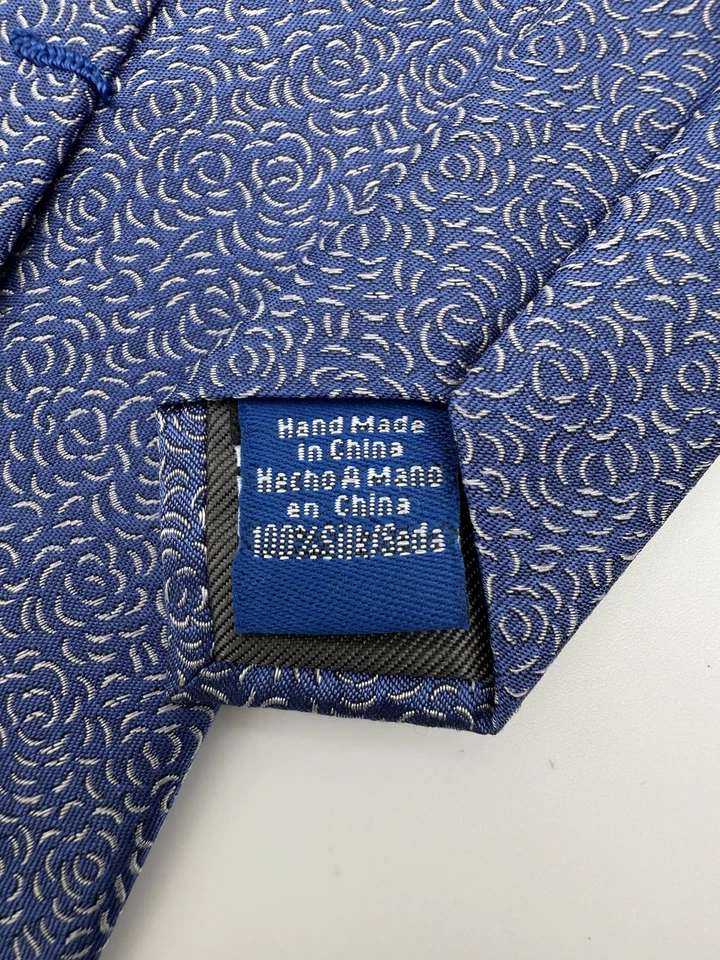 Hand Made
in China
Hecho A Mano
en China
100%Silk/Seda